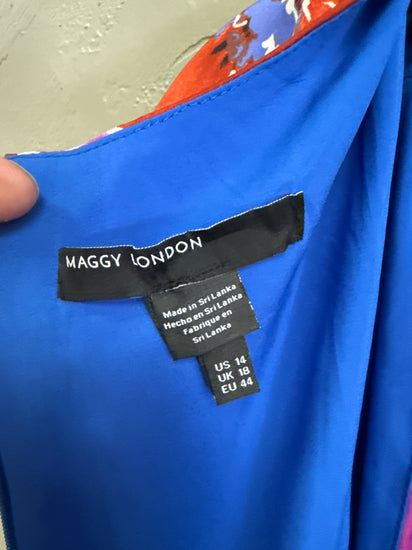 MAGGY LONDON
Made in Sri Lanka
Hecho en Sri Lanka
Fabrique en
Sri Lanka
US 14
UK 18
EU 44